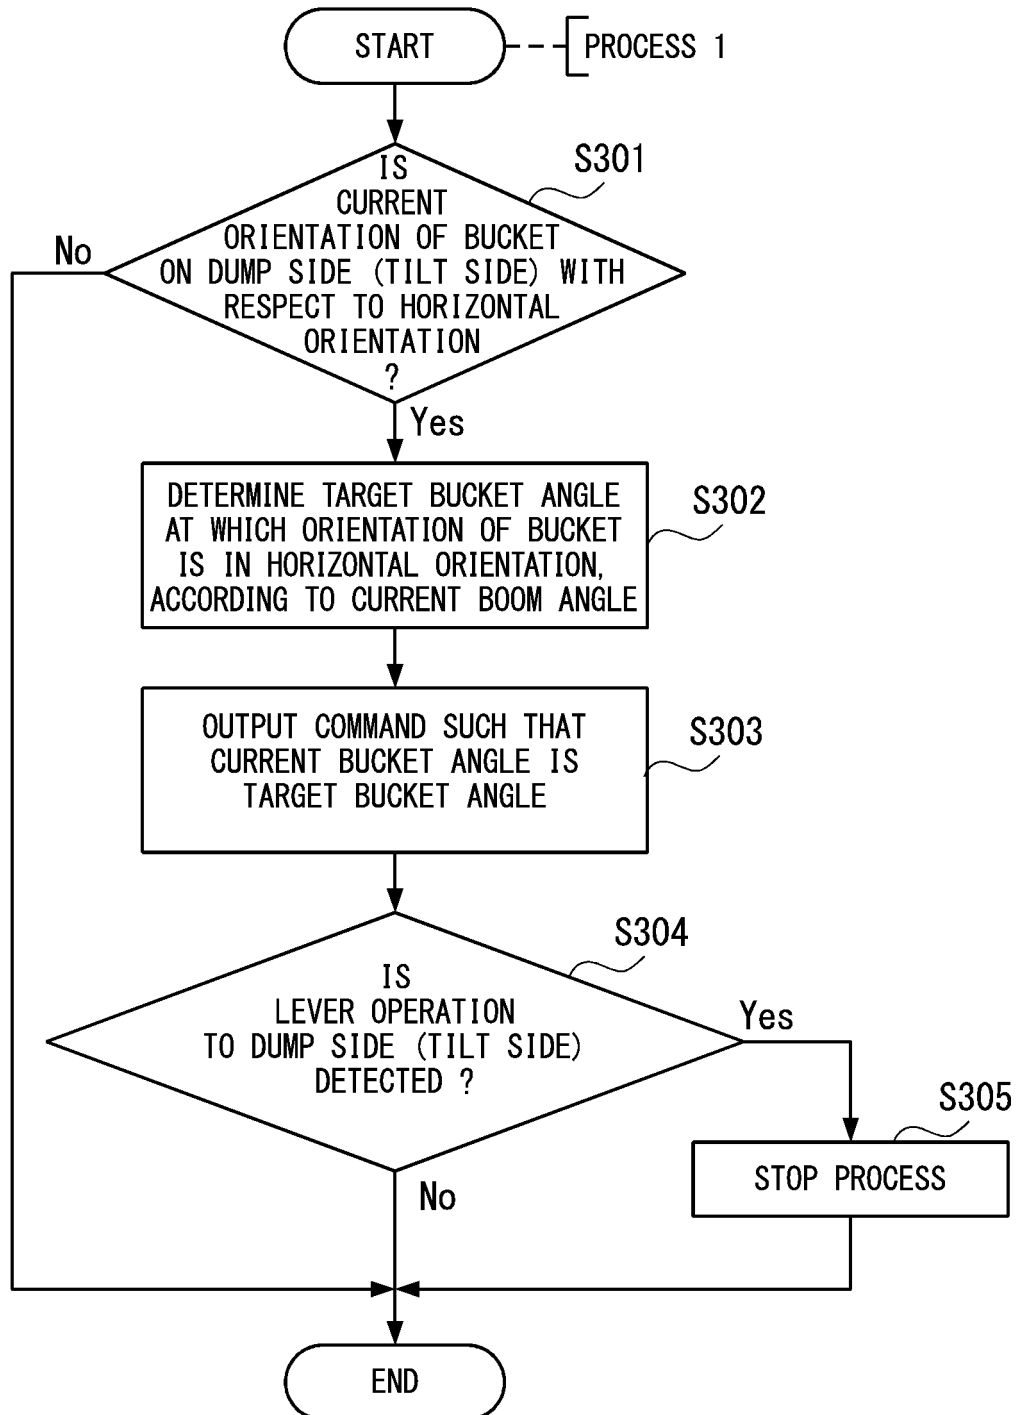 START
PROCESS 1
S301
IS
CURRENT
ORIENTATION OF BUCKET
ON DUMP SIDE (TILT SIDE) WITH
RESPECT TO HORIZONTAL
ORIENTATION
?
No
Yes
S302
DETERMINE TARGET BUCKET ANGLE
AT WHICH ORIENTATION OF BUCKET
IS IN HORIZONTAL ORIENTATION,
ACCORDING TO CURRENT BOOM ANGLE
S303
OUTPUT COMMAND SUCH THAT
CURRENT BUCKET ANGLE IS
TARGET BUCKET ANGLE
S304
IS
LEVER OPERATION
TO DUMP SIDE (TILT SIDE)
DETECTED ?
Yes
No
S305
STOP PROCESS
END